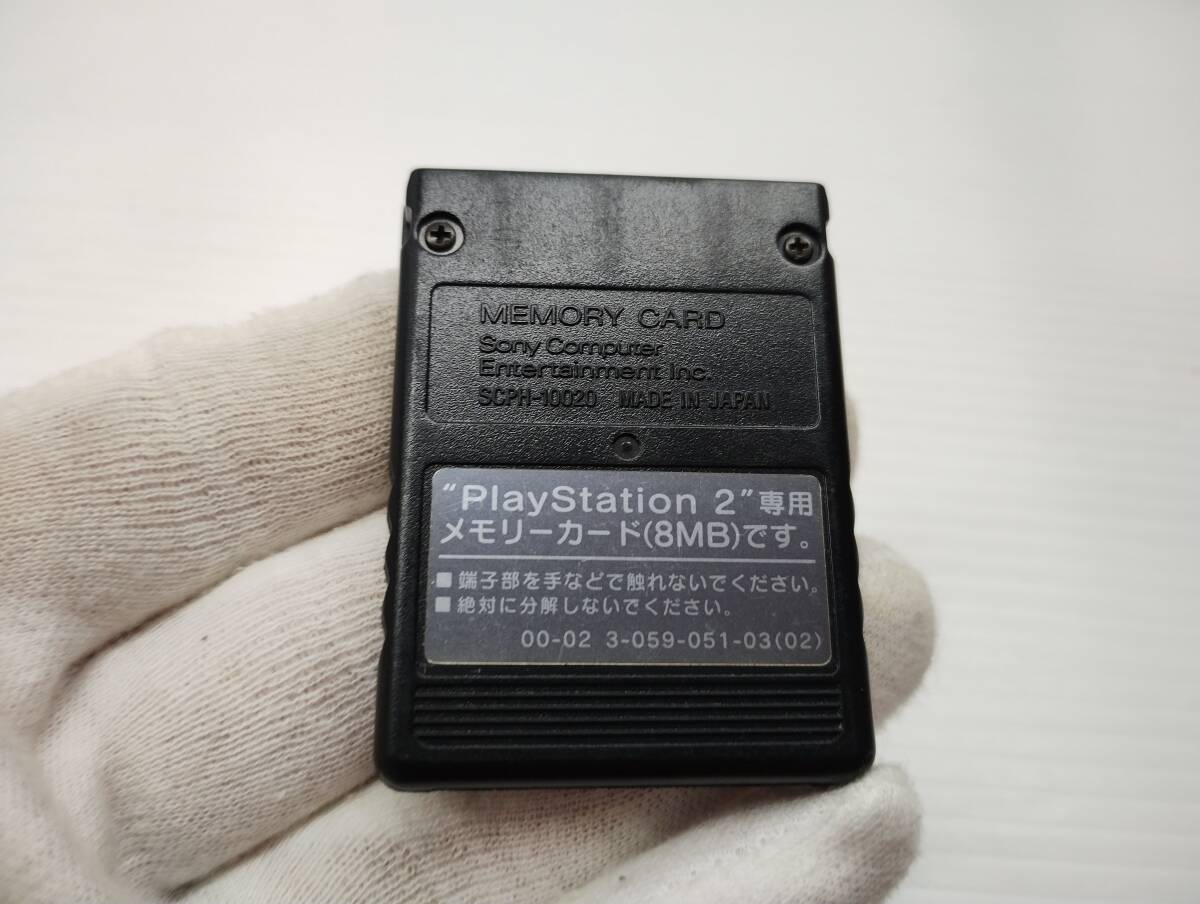 MEMORY CARD
Sony Computer
Entertainment Inc.
SCPH-10020 MADE IN JAPAN
“PlayStation 2”専用
メモリーカード(8MB)です。
■端子部を手などで触れないでください。
■絶対に分解しないでください。
00-02 3-059-051-03(02)